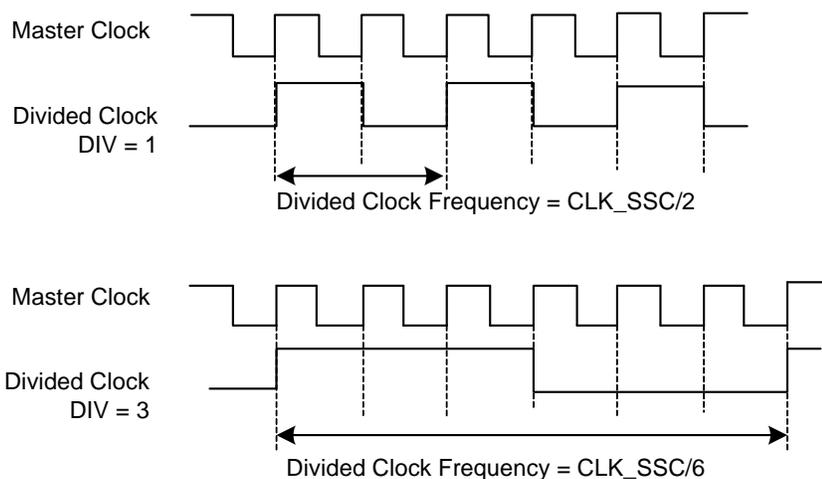 Master Clock
Divided Clock
DIV = 1
Divided Clock Frequency = CLK_SSC/2
Master Clock
Divided Clock
DIV = 3
Divided Clock Frequency = CLK_SSC/6